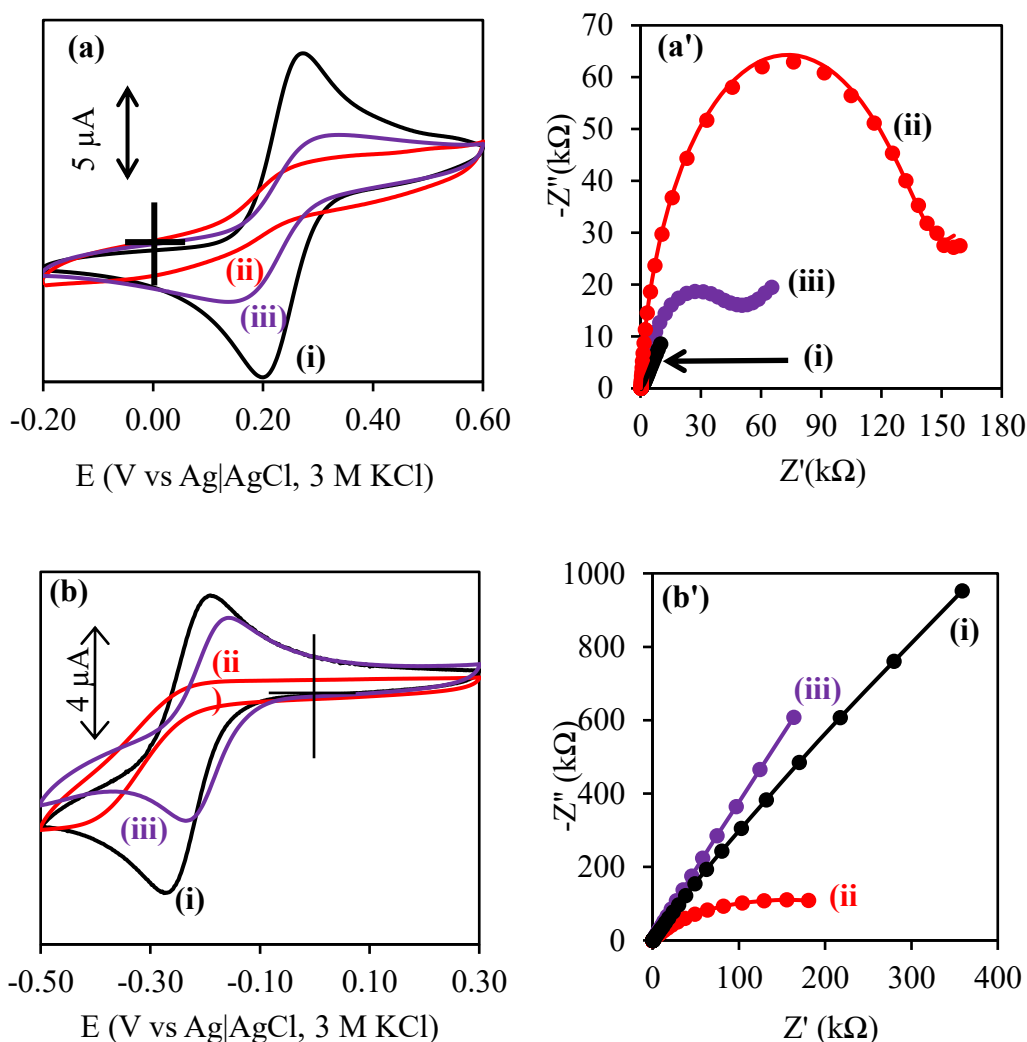 (a)
5 μA
(ii)
(iii)
(i)
-0.20 0.00 0.20 0.40 0.60
E (V vs Ag|AgCl, 3 M KCl)
(a')
-Z"(kΩ)
70
60
50
40
30
20
10
0
(ii)
(iii)
(i)
0 30 60 90 120 150 180
Z'(kΩ)
(b)
4 μA
(ii
)
(iii)
(i)
-0.50 -0.30 -0.10 0.10 0.30
E (V vs Ag|AgCl, 3 M KCl)
(b')
-Z" (kΩ)
1000
800
600
400
200
0
(i)
(iii)
(ii
0 100 200 300 400
Z' (kΩ)